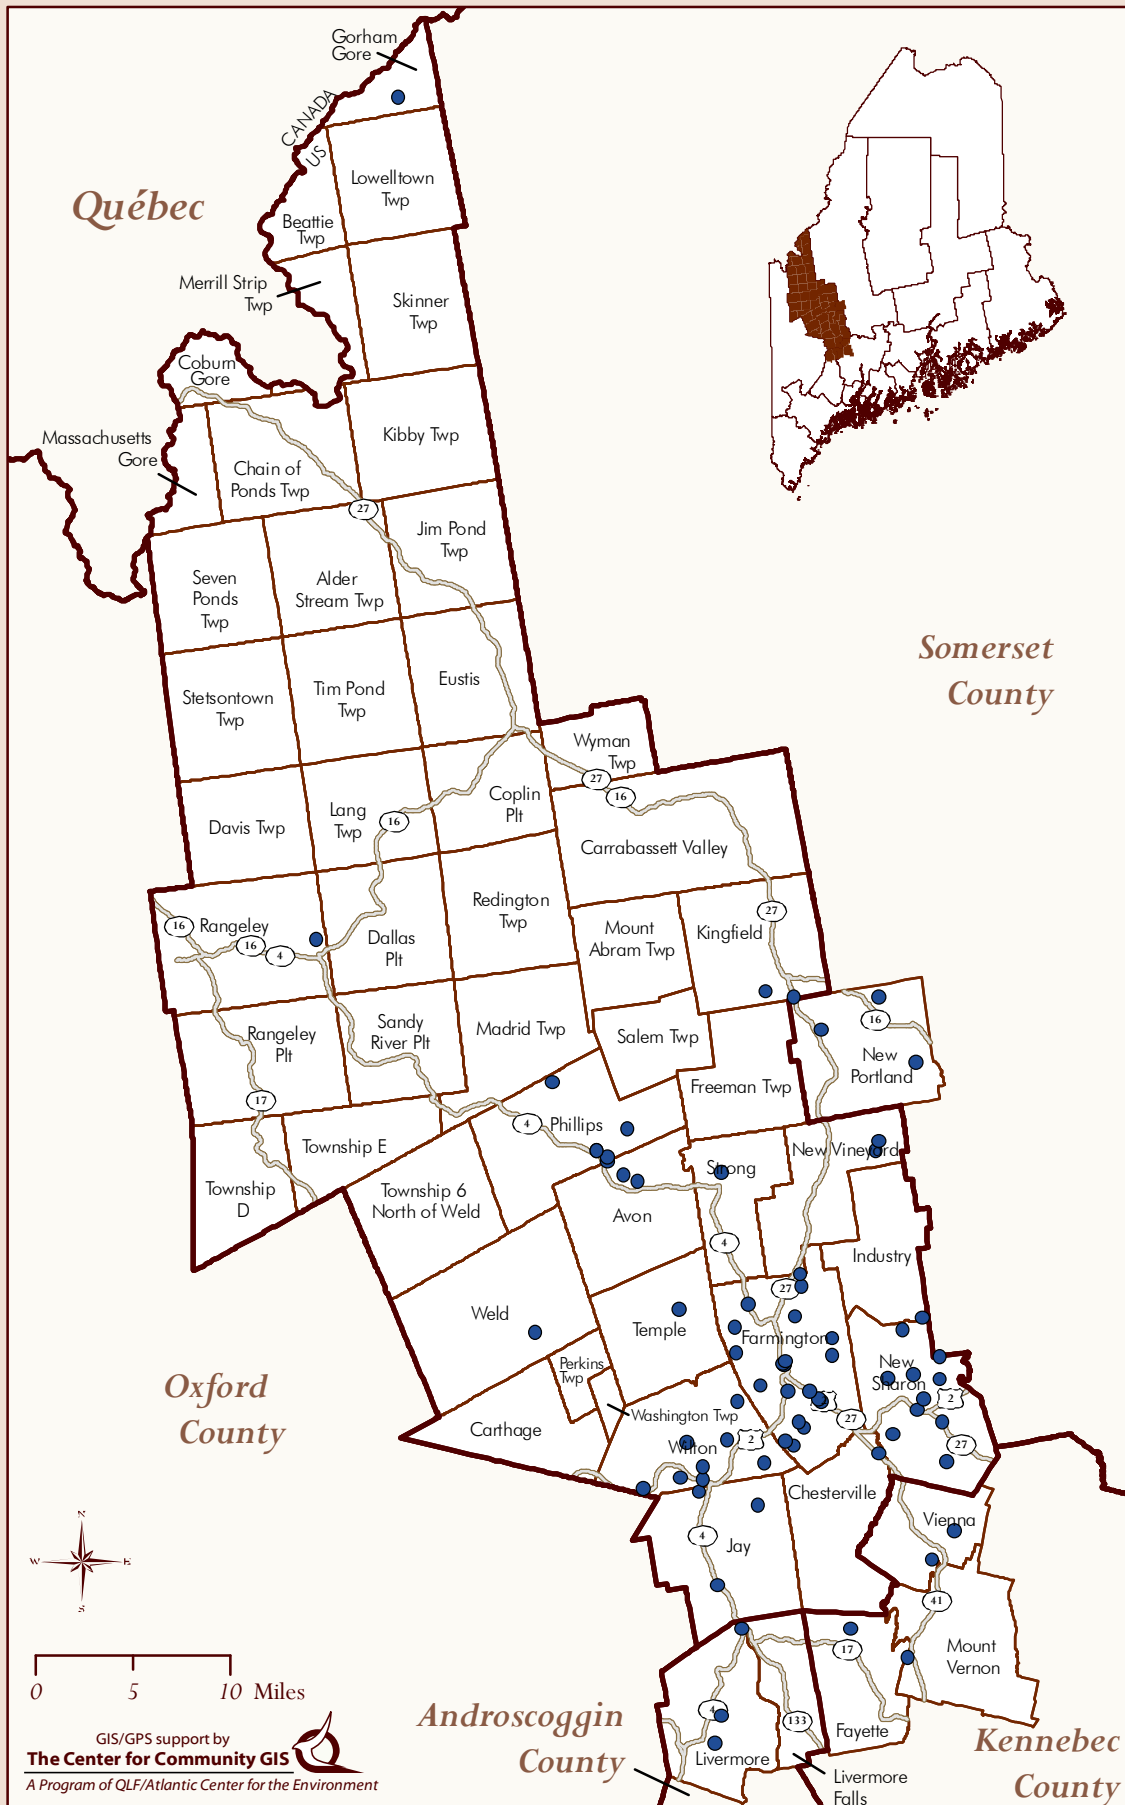 Gorham
Gore
CANADA
US
Québec
Lowelltown
Twp
Beattie
Twp
Merrill Strip
Twp
Skinner
Twp
Coburn
Gore
Massachusetts
Gore
Chain of
Ponds Twp
Kibby Twp
27
Jim Pond
Twp
Seven
Ponds
Twp
Alder
Stream Twp
Somerset
County
Stetsontown
Twp
Tim Pond
Twp
Eustis
Wyman
Twp
27
16
Davis Twp
Lang
Twp
16
Coplin
Plt
Carrabassett Valley
Redington
Twp
Rangeley
16
16
4
Dallas
Plt
Mount
Abram Twp
Kingfield
27
Rangeley
Plt
Sandy
River Plt
Madrid Twp
Salem Twp
16
New
Portland
Freeman Twp
17
4
Phillips
Township E
Strong
New Vineyard
Township
D
Township 6
North of Weld
Avon
4
Industry
27
Weld
Temple
Farmington
Perkins
Twp
New
Sharon
2
Oxford
County
Carthage
Washington Twp
27
Wilton
2
27
Chesterville
Vienna
4
Jay
41
N
W
E
S
Mount
Vernon
17
0 5 10 Miles
4
133
Fayette
Androscoggin
County
Livermore
Livermore
Falls
Kennebec
County
GIS/GPS support by
The Center for Community GIS
A Program of QLF/Atlantic Center for the Environment